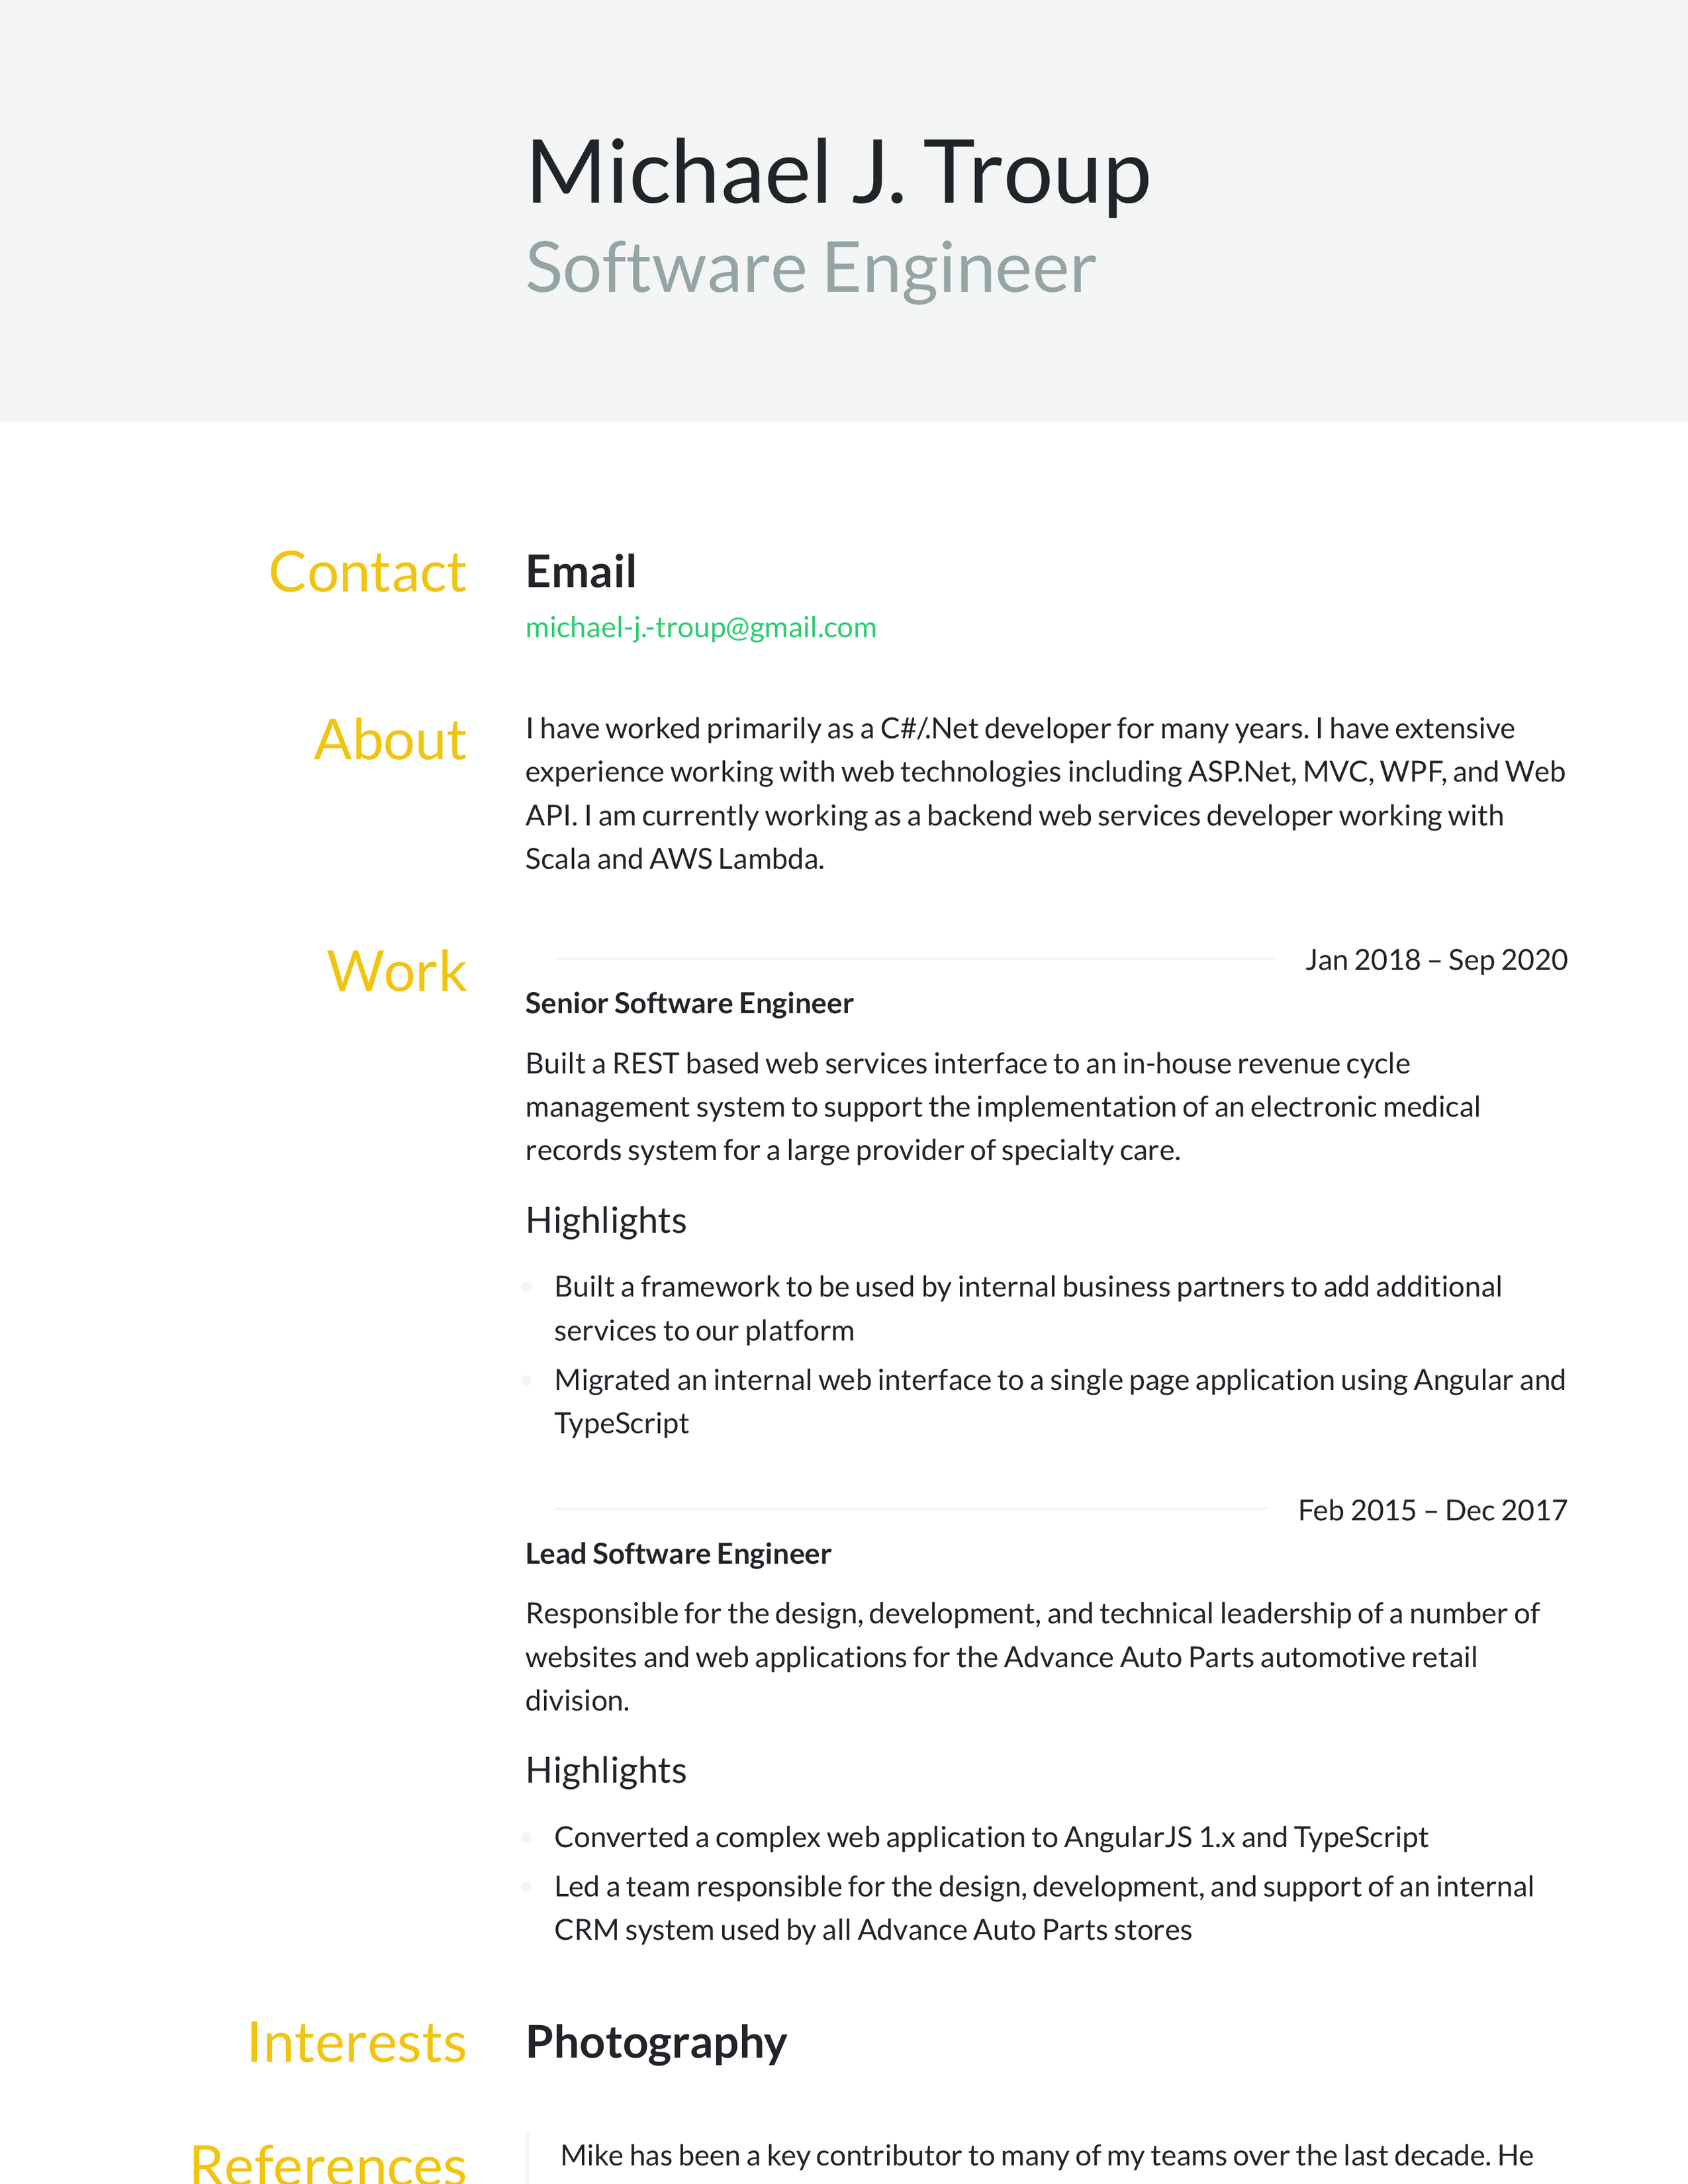 Michael J. Troup
Software Engineer
Contact
Email
michael-j.-troup@gmail.com
About
I have worked primarily as a C#/.Net developer for many years. I have extensive
experience working with web technologies including ASP.Net, MVC, WPF, and Web
API. I am currently working as a backend web services developer working with
Scala and AWS Lambda.
Work
Jan 2018 – Sep 2020
Senior Software Engineer
Built a REST based web services interface to an in-house revenue cycle
management system to support the implementation of an electronic medical
records system for a large provider of specialty care.
Highlights
Built a framework to be used by internal business partners to add additional
services to our platform
Migrated an internal web interface to a single page application using Angular and
TypeScript
Feb 2015 – Dec 2017
Lead Software Engineer
Responsible for the design, development, and technical leadership of a number of
websites and web applications for the Advance Auto Parts automotive retail
division.
Highlights
Converted a complex web application to AngularJS 1.x and TypeScript
Led a team responsible for the design, development, and support of an internal
CRM system used by all Advance Auto Parts stores
Interests
Photography
References
Mike has been a key contributor to many of my teams over the last decade. He